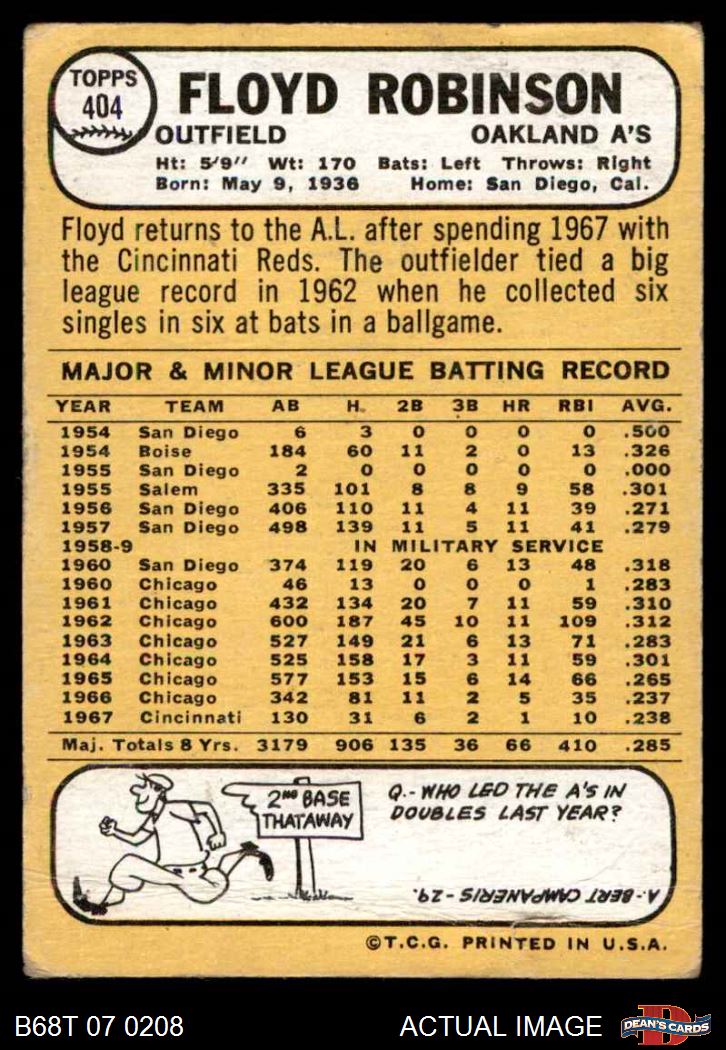 TOPPS
404
FLOYD ROBINSON
OUTFIELD OAKLAND A'S
Ht: 5'9" Wt: 170 Bats: Left Throws: Right
Born: May 9, 1936 Home: San Diego, Cal.
Floyd returns to the A.L. after spending 1967 with
the Cincinnati Reds. The outfielder tied a big
league record in 1962 when he collected six
singles in six at bats in a ballgame.
MAJOR & MINOR LEAGUE BATTING RECORD
YEAR TEAM AB H. 2B 3B HR RBI AVG.
1954 San Diego 6 3 0 0 0 0 .500
1954 Boise 184 60 11 2 0 13 .326
1955 San Diego 2 0 0 0 0 0 .000
1955 Salem 335 101 8 8 9 58 .301
1956 San Diego 406 110 11 4 11 39 .271
1957 San Diego 498 139 11 5 11 41 .279
1958-9 IN MILITARY SERVICE
1960 San Diego 374 119 20 6 13 48 .318
1960 Chicago 46 13 0 0 0 1 .283
1961 Chicago 432 134 20 7 11 59 .310
1962 Chicago 600 187 45 10 11 109 .312
1963 Chicago 527 149 21 6 13 71 .283
1964 Chicago 525 158 17 3 11 59 .301
1965 Chicago 577 153 15 6 14 66 .265
1966 Chicago 342 81 11 2 5 35 .237
1967 Cincinnati 130 31 6 2 1 10 .238
Maj. Totals 8 Yrs. 3179 906 135 36 66 410 .285
2ND BASE
THATAWAY
Q.- WHO LED THE A'S IN
DOUBLES LAST YEAR?
A.- BERT CAMPANERIS - 29.
©T.C.G. PRINTED IN U.S.A.
B68T 07 0208 ACTUAL IMAGE
D
DEAN'S CARDS